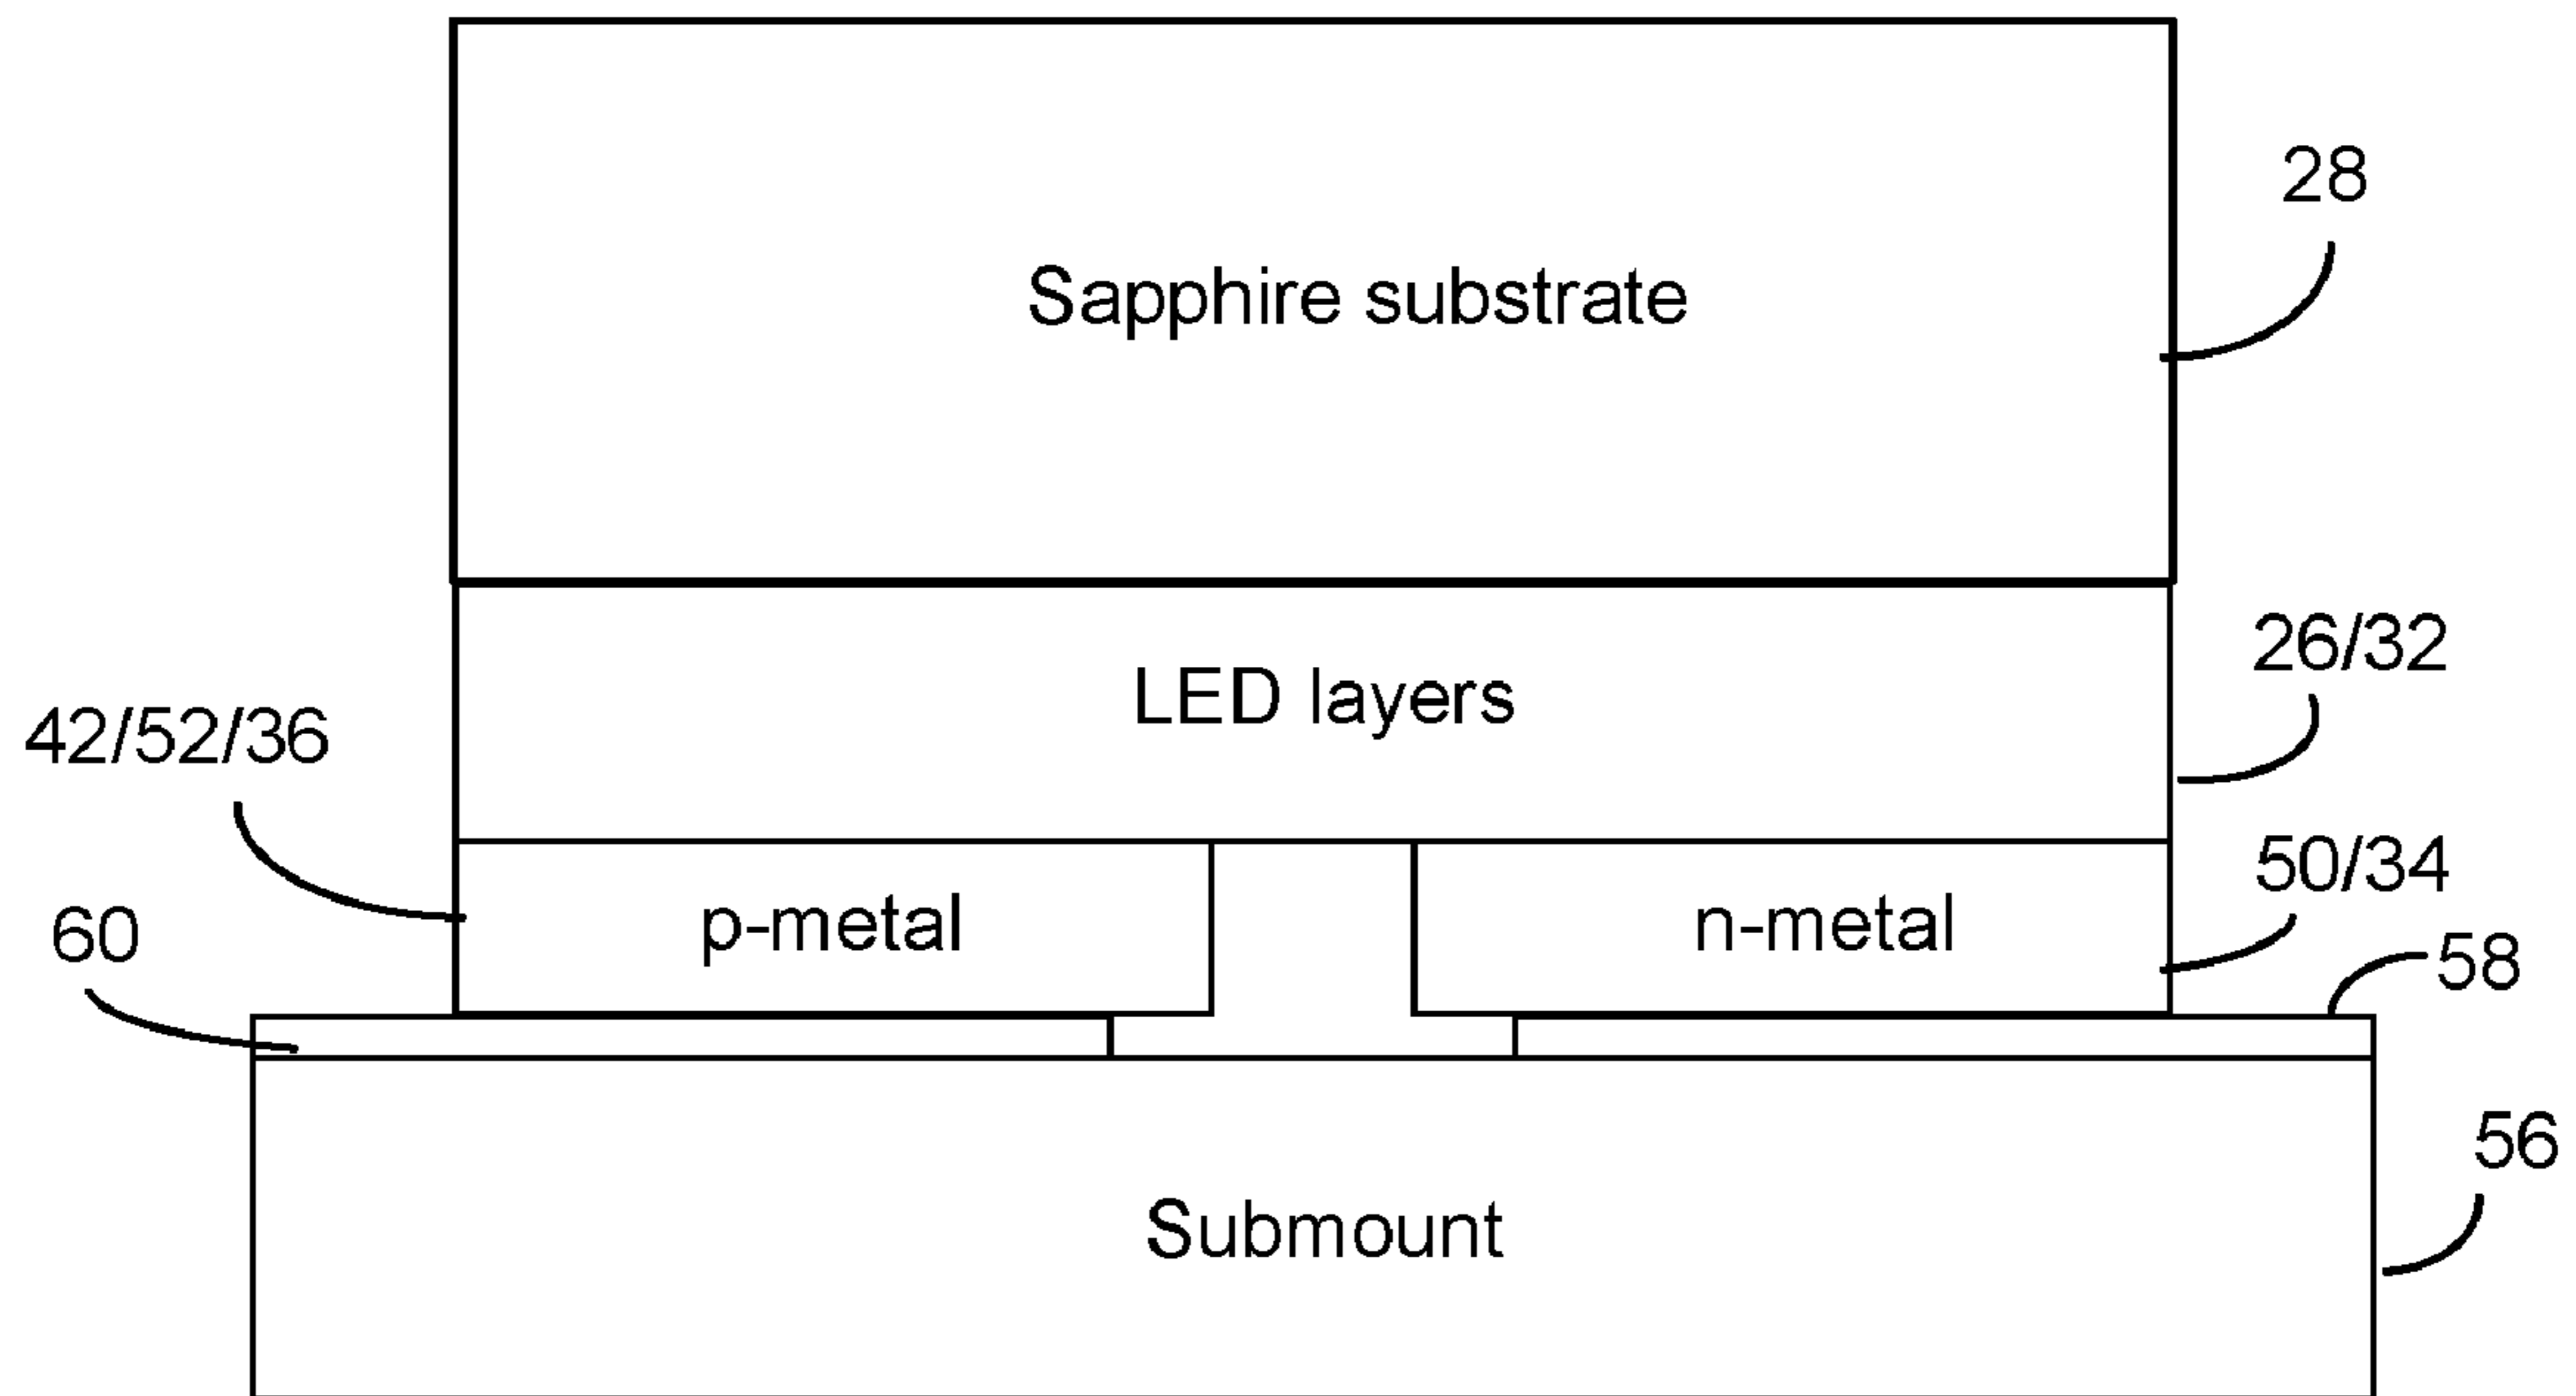 28
Sapphire substrate
26/32
LED layers
42/52/36
50/34
p-metal
n-metal
60
58
56
Submount